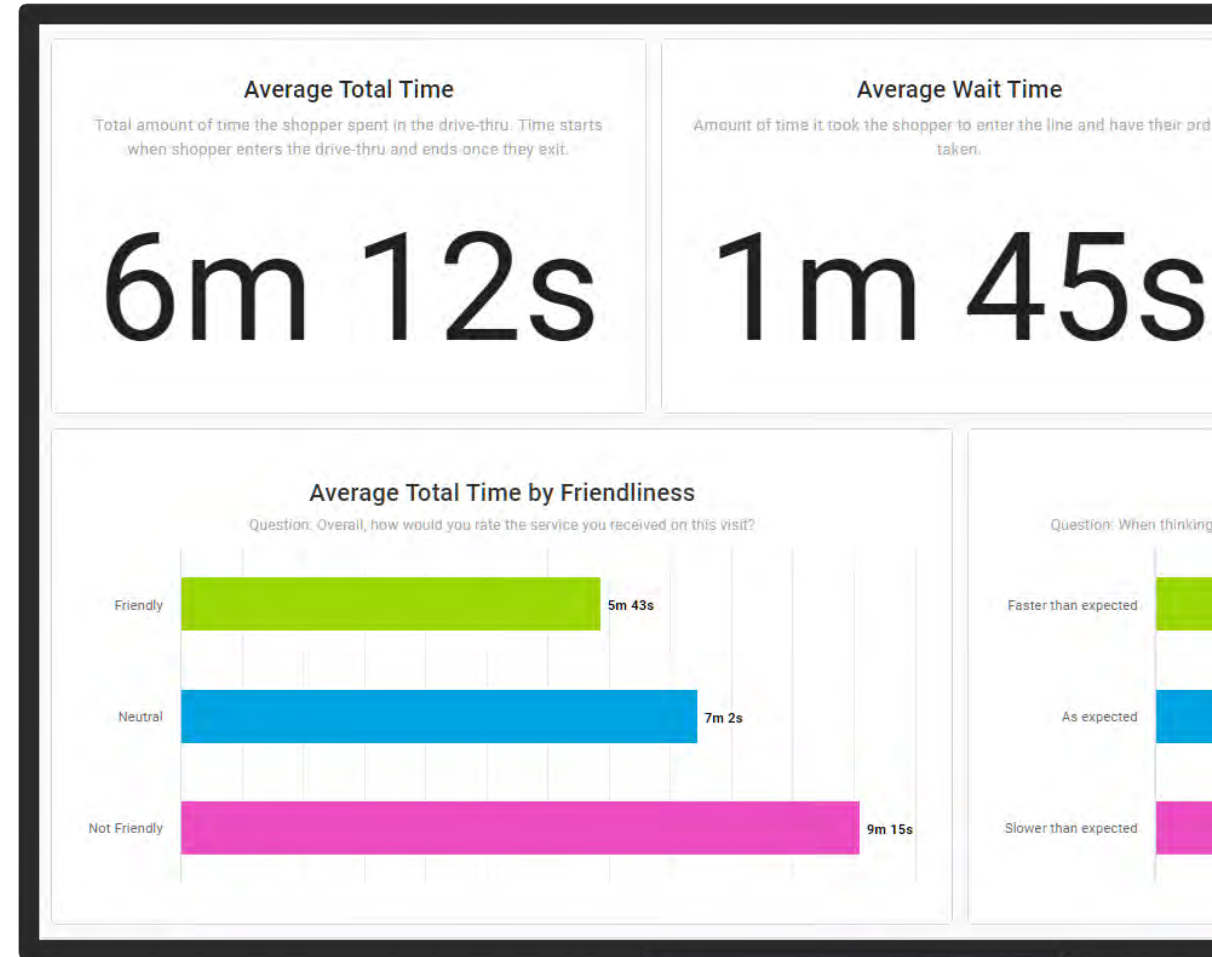 Average Total Time
Total amount of time the shopper spent in the drive-thru. Time starts
when shopper enters the drive-thru and ends once they exit.
6m 12s
Average Wait Time
Amount of time it took the shopper to enter the line and have their ord
taken.
1m 45s
Average Total Time by Friendliness
Question: Overall, how would you rate the service you received on this visit?
Friendly
5m 43s
Neutral
7m 2s
Not Friendly
9m 15s
Question: When thinking
Faster than expected
As expected
Slower than expected